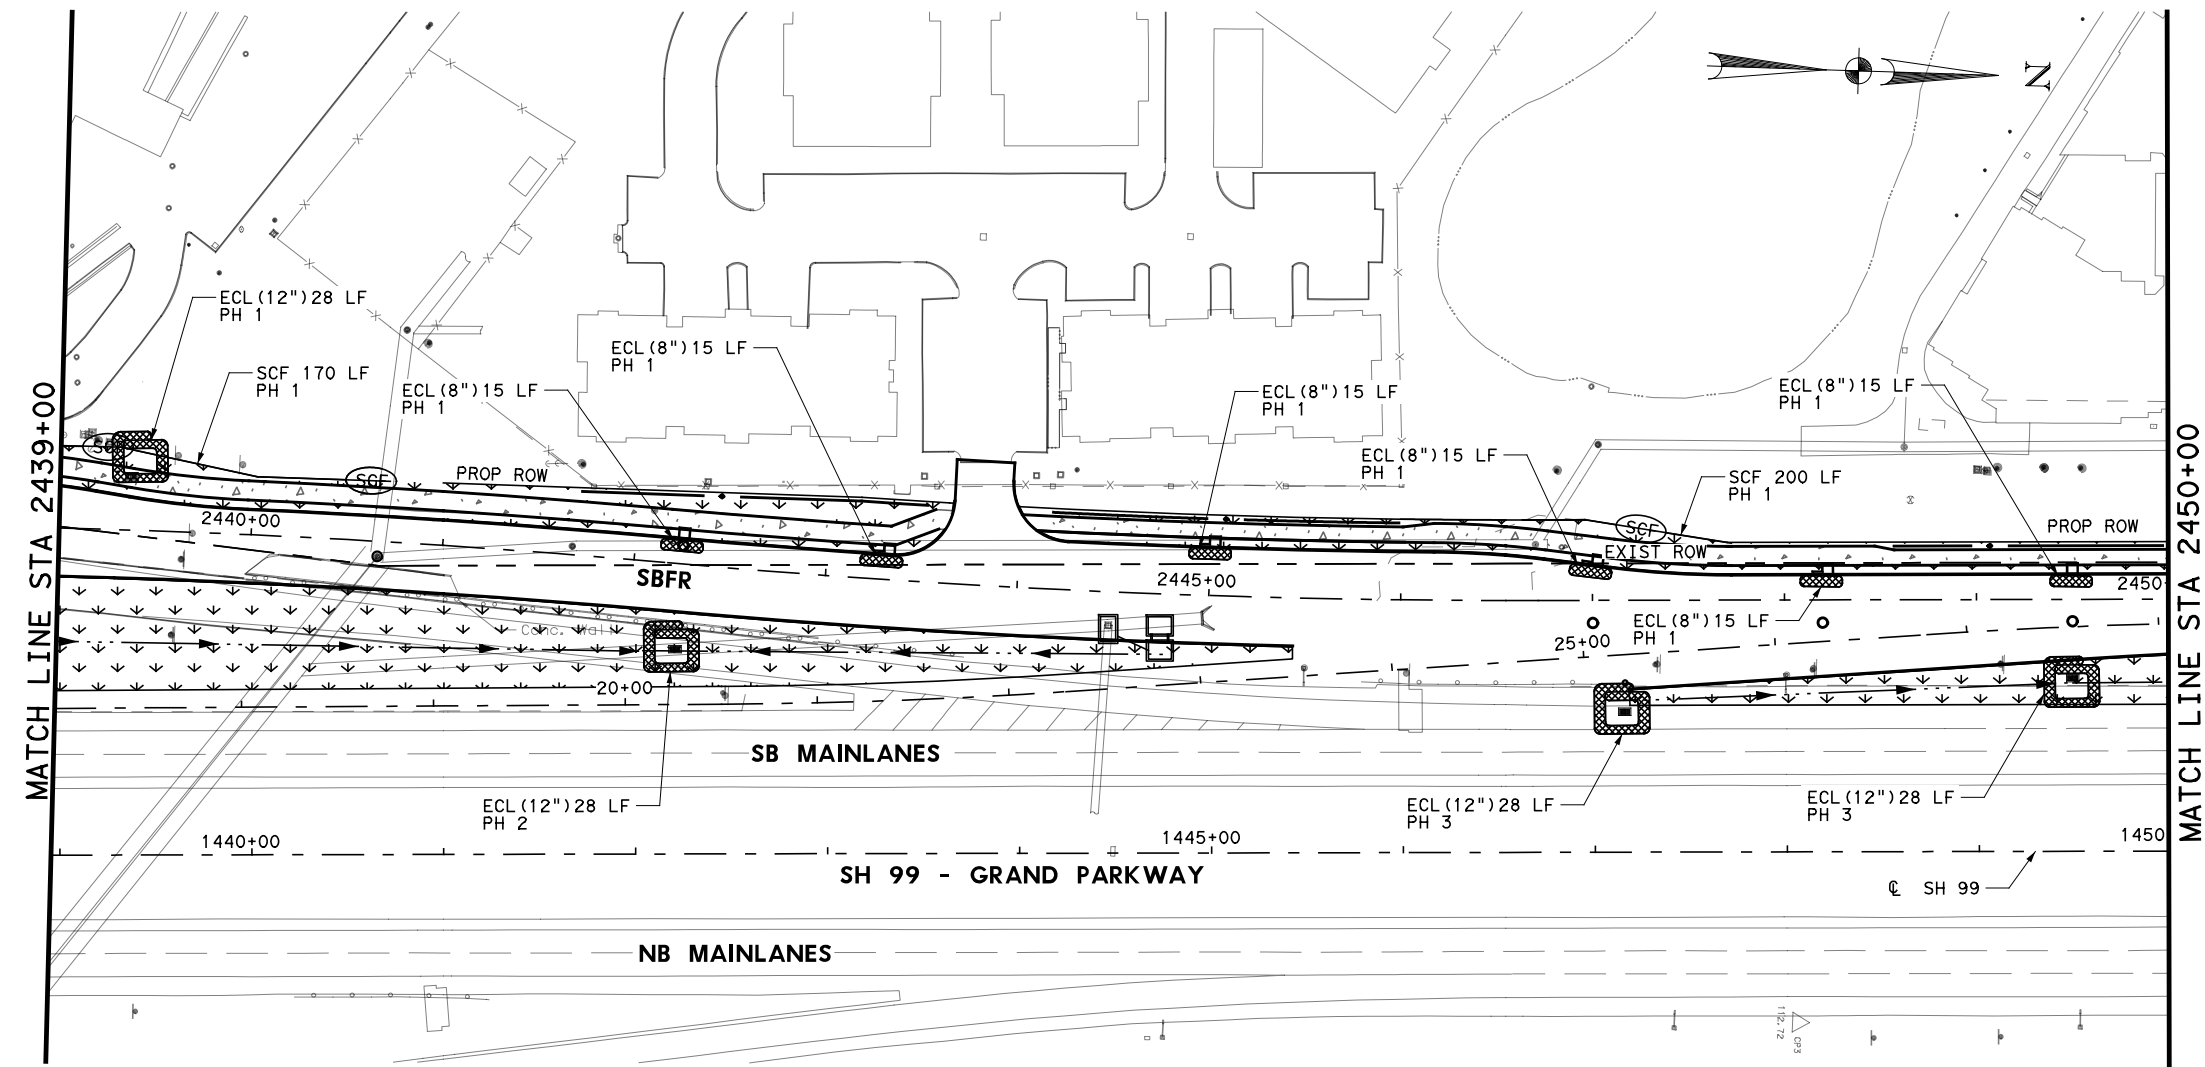 N
ECL(12")28 LF
PH 1
SCF 170 LF
PH 1
ECL(8")15 LF
PH 1
ECL(8")15 LF
PH 1
ECL(8")15 LF
PH 1
ECL(8")15 LF
PH 1
ECL(8")15 LF
PH 1
SCF 200 LF
PH 1
MATCH LINE STA 2439+00
MATCH LINE STA 2450+00
SCF
PROP ROW
SCF
PROP ROW
2440+00
EXIST ROW
SBFR
2445+00
2450
Conc. Wall
ECL(8")15 LF
PH 1
25+00
20+00
SB MAINLANES
ECL(12")28 LF
PH 2
ECL(12")28 LF
PH 3
ECL(12")28 LF
PH 3
1440+00
1445+00
1450
SH 99 - GRAND PARKWAY
℄ SH 99
NB MAINLANES
112.72
CP3